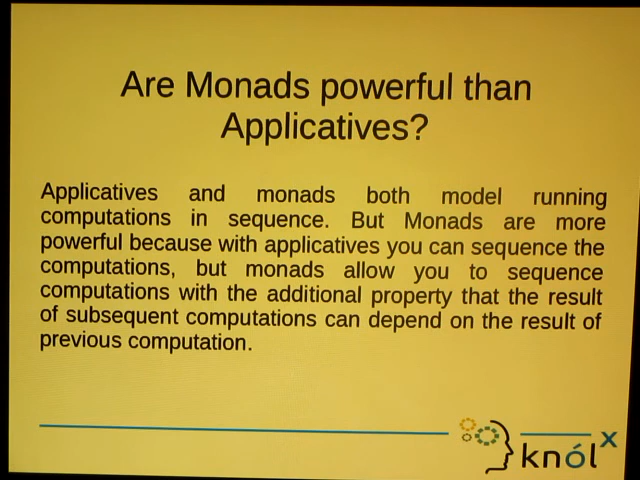 Are Monads powerful than
Applicatives?
Applicatives and monads both model running
computations in sequence. But Monads are more
powerful because with applicatives you can sequence the
computations, but monads allow you to sequence
computations with the additional property that the result
of subsequent computations can depend on the result of
previous computation.
knólx